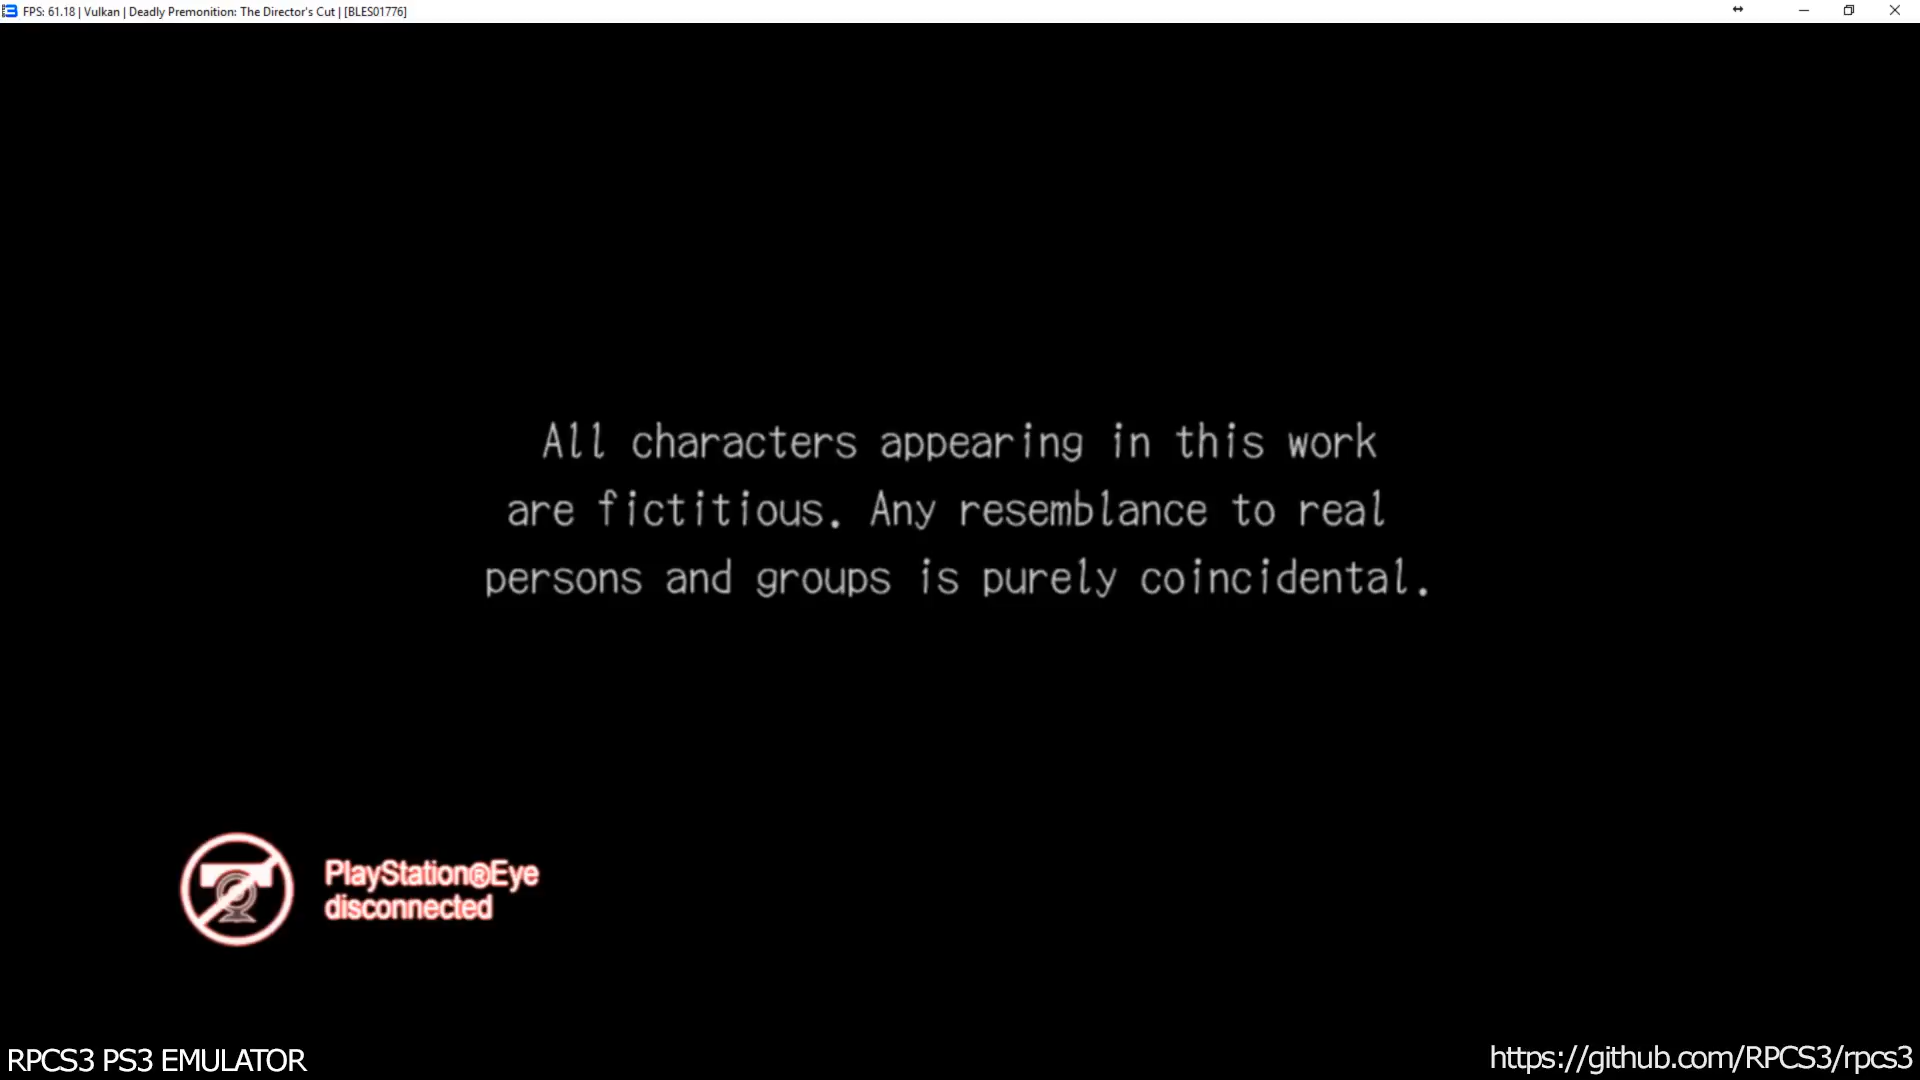 FPS: 61.18 | Vulkan | Deadly Premonition: The Director's Cut | [BLES01776]
All characters appearing in this work
are fictitious. Any resemblance to real
persons and groups is purely coincidental.
PlayStation®Eye
disconnected
RPCS3 PS3 EMULATOR
https://github.com/RPCS3/rpcs3